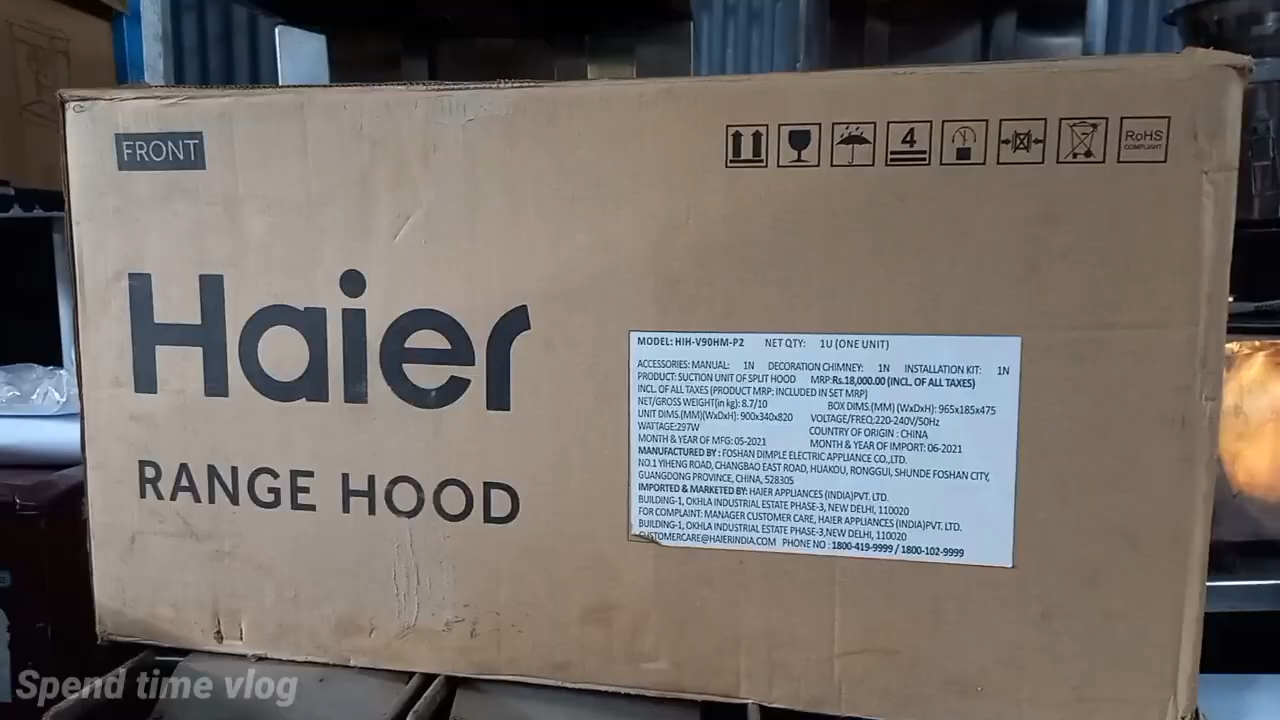 FRONT
4
RoHS
COMPLIANT
Haier
RANGE HOOD
MODEL: HIH-V90HM-P2 NET QTY: 1U (ONE UNIT)
ACCESSORIES: MANUAL: 1N DECORATION CHIMNEY: 1N INSTALLATION KIT: 1N
PRODUCT: SUCTION UNIT OF SPLIT HOOD MRP:Rs.18,000.00 (INCL. OF ALL TAXES)
INCL. OF ALL TAXES (PRODUCT MRP: INCLUDED IN SET MRP)
NET/GROSS WEIGHT(in kg): 8.7/10 BOX DIMS.(MM) (WxDxH): 965x185x475
UNIT DIMS.(MM)(WxDxH): 900x340x820 VOLTAGE/FREQ:220-240V/50Hz
WATTAGE:297W COUNTRY OF ORIGIN : CHINA
MONTH & YEAR OF MFG: 05-2021 MONTH & YEAR OF IMPORT: 06-2021
MANUFACTURED BY : FOSHAN DIMPLE ELECTRIC APPLIANCE CO.,LTD.
NO.1 YIHENG ROAD, CHANGBAO EAST ROAD, HUAKOU, RONGGUI, SHUNDE FOSHAN CITY,
GUANGDONG PROVINCE, CHINA, 528305
IMPORTED & MARKETED BY: HAIER APPLIANCES (INDIA)PVT. LTD.
BUILDING-1, OKHLA INDUSTRIAL ESTATE PHASE-3, NEW DELHI, 110020
FOR COMPLAINT: MANAGER CUSTOMER CARE, HAIER APPLIANCES (INDIA)PVT. LTD.
BUILDING-1, OKHLA INDUSTRIAL ESTATE PHASE-3,NEW DELHI, 110020
CUSTOMERCARE@HAIERINDIA.COM PHONE NO : 1800-419-9999 / 1800-102-9999
Spend time vlog